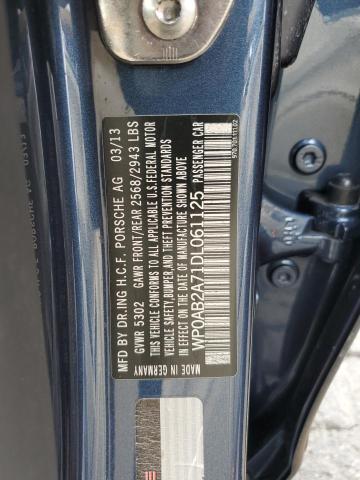 MFD BY DR.ING H.C.F. PORSCHE AG 03/13
MADE IN GERMANY
GVWR 5302 GAWR FRONT/REAR 2568/2943 LBS
THIS VEHICLE CONFORMS TO ALL APPLICABLE U.S.FEDERAL MOTOR
VEHICLE SAFETY,BUMPER AND THEFT PREVENTION STANDARDS
IN EFFECT ON THE DATE OF MANUFACTURE SHOWN ABOVE
WP0AB2A71DL061125 PASSENGER CAR